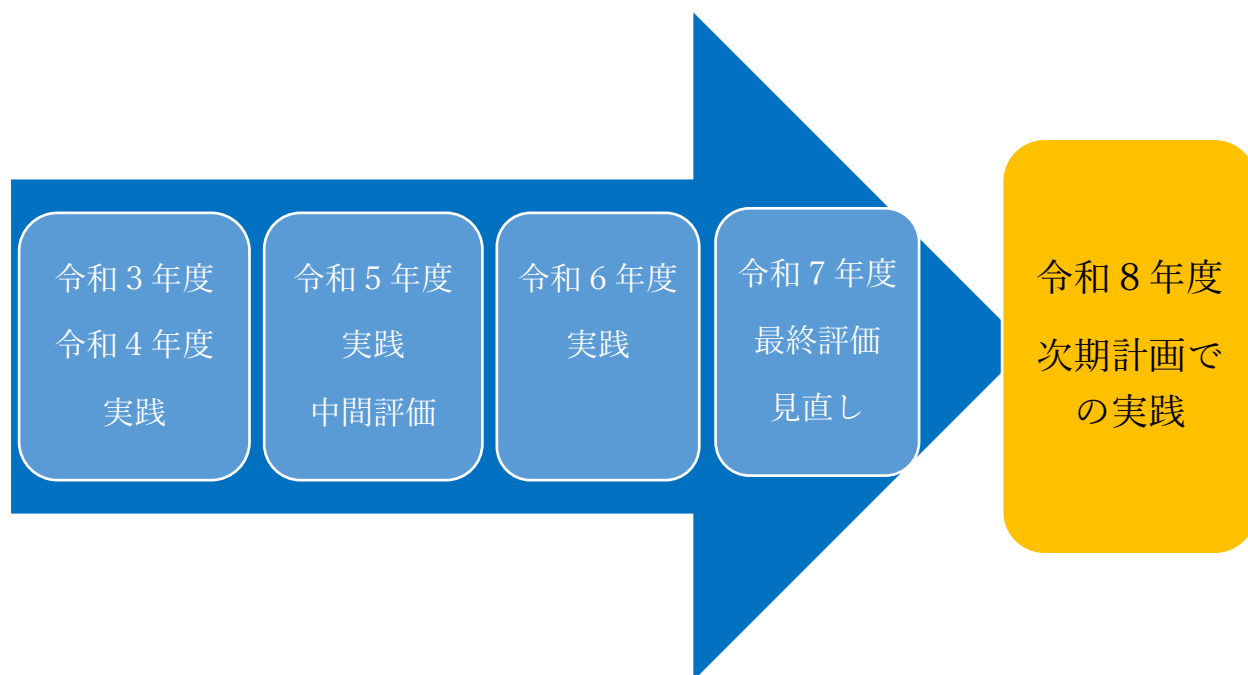 令和３年度
令和４年度
実践
令和５年度
実践
中間評価
令和６年度
実践
令和７年度
最終評価
見直し
令和８年度
次期計画で
の実践